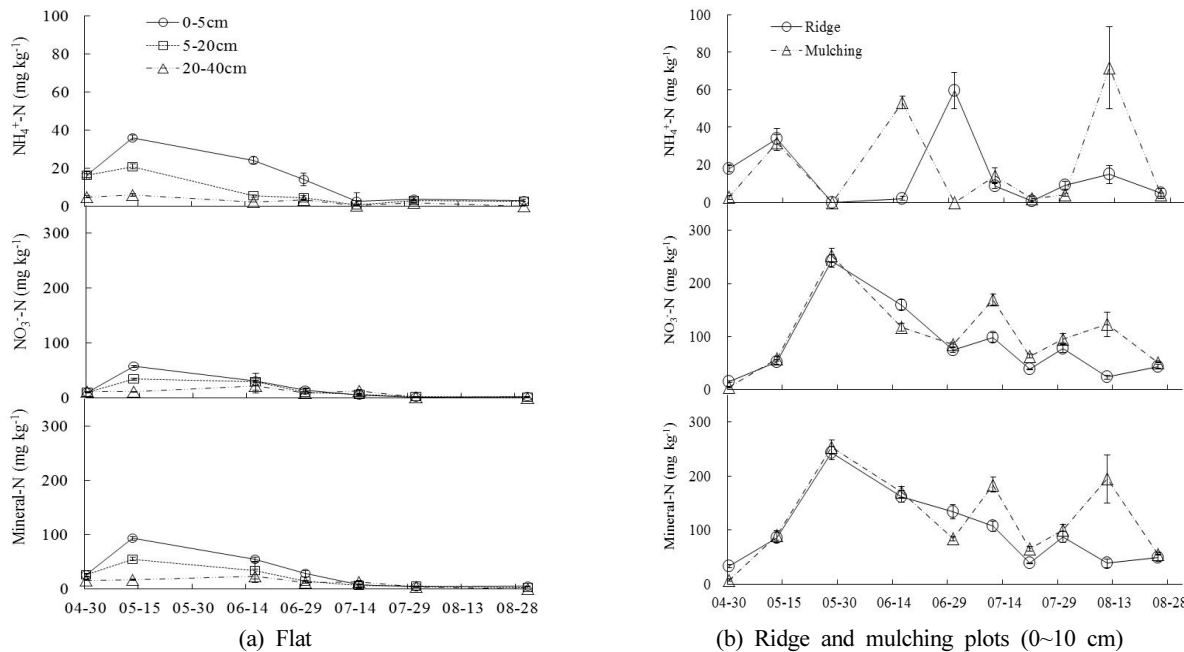 100
80
60
40
20
0
NH₄⁺-N (mg kg⁻¹)
0-5cm
5-20cm
20-40cm
300
200
100
0
NO₃⁻-N (mg kg⁻¹)
300
200
100
0
Mineral-N (mg kg⁻¹)
04-30 05-15 05-30 06-14 06-29 07-14 07-29 08-13 08-28
(a) Flat
100
80
60
40
20
0
NH₄⁺-N (mg kg⁻¹)
Ridge
Mulching
300
200
100
0
NO₃⁻-N (mg kg⁻¹)
300
200
100
0
Mineral-N (mg kg⁻¹)
04-30 05-15 05-30 06-14 06-29 07-14 07-29 08-13 08-28
(b) Ridge and mulching plots (0~10 cm)